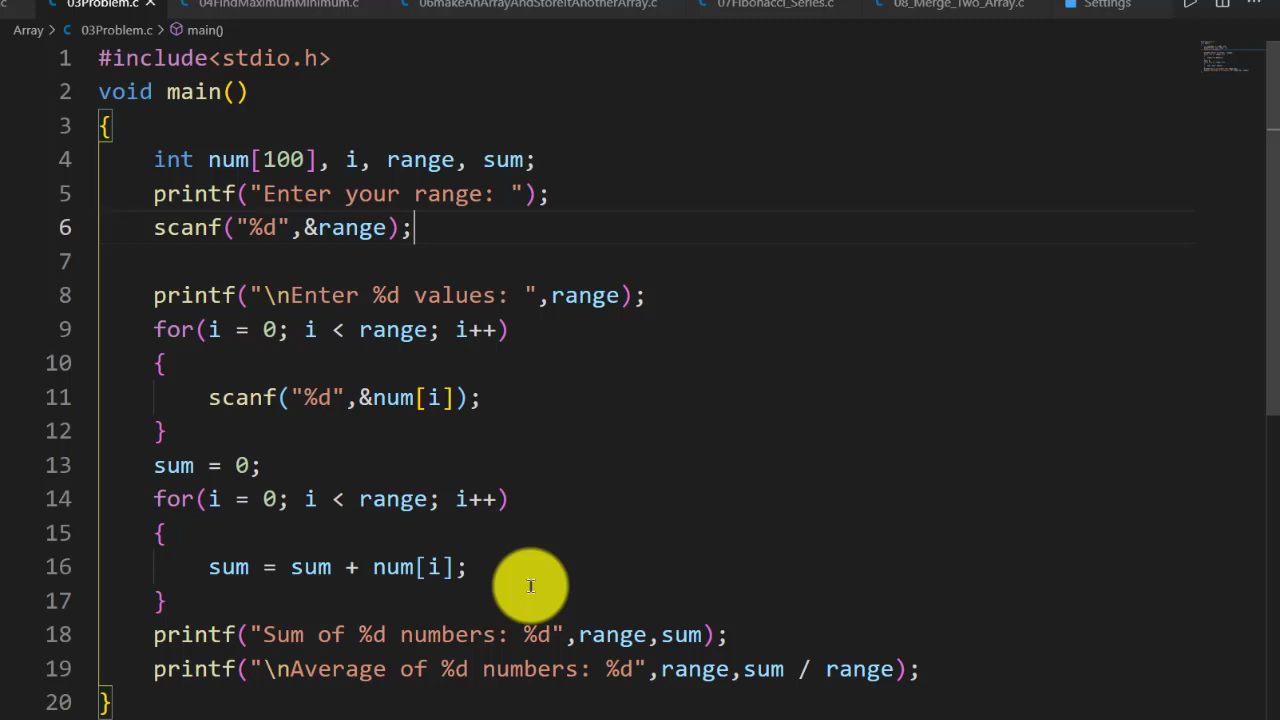 03Problem.c 04FindMaximumMinimum.c 06makeAnArrayAndStoreItAnotherArray.c 07Fibonacci_Series.c 08_Merge_Two_Array.c Settings
Array > C 03Problem.c > main()
1 #include<stdio.h>
2 void main()
3 {
4 int num[100], i, range, sum;
5 printf("Enter your range: ");
6 scanf("%d",&range);
7
8 printf("\nEnter %d values: ",range);
9 for(i = 0; i < range; i++)
10 {
11 scanf("%d",&num[i]);
12 }
13 sum = 0;
14 for(i = 0; i < range; i++)
15 {
16 sum = sum + num[i];
17 }
18 printf("Sum of %d numbers: %d",range,sum);
19 printf("\nAverage of %d numbers: %d",range,sum / range);
20 }